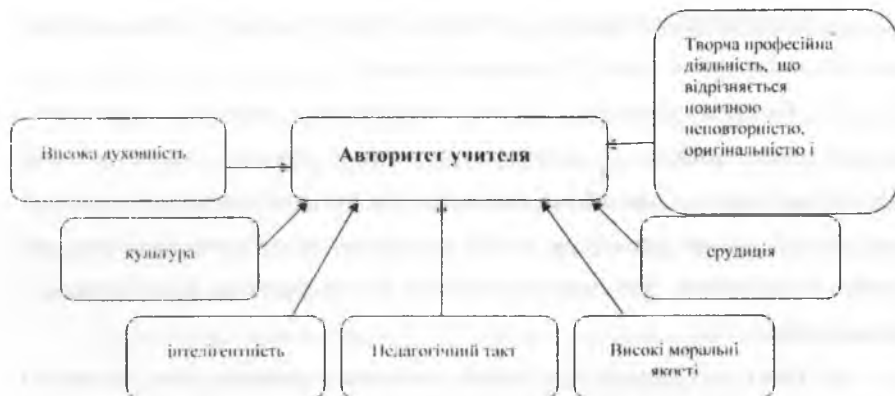 Творча професійна
діяльність, що
відрізняється
новизною
неповторністю,
оригінальністю і
Висока духовність
Авторитет учителя
культура
ерудиція
інтелігентність
Педагогічний такт
Високі моральні
якості